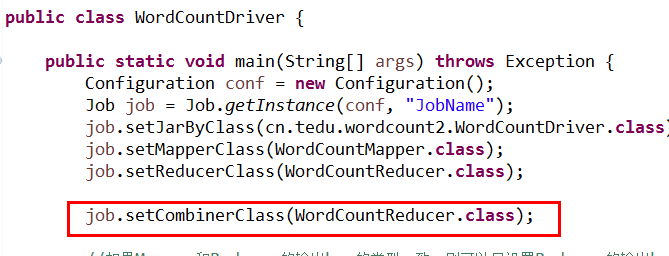 public class WordCountDriver {
public static void main(String[] args) throws Exception {
Configuration conf = new Configuration();
Job job = Job.getInstance(conf, "JobName");
job.setJarByClass(cn.tedu.wordcount2.WordCountDriver.class)
job.setMapperClass(WordCountMapper.class);
job.setReducerClass(WordCountReducer.class);
job.setCombinerClass(WordCountReducer.class);